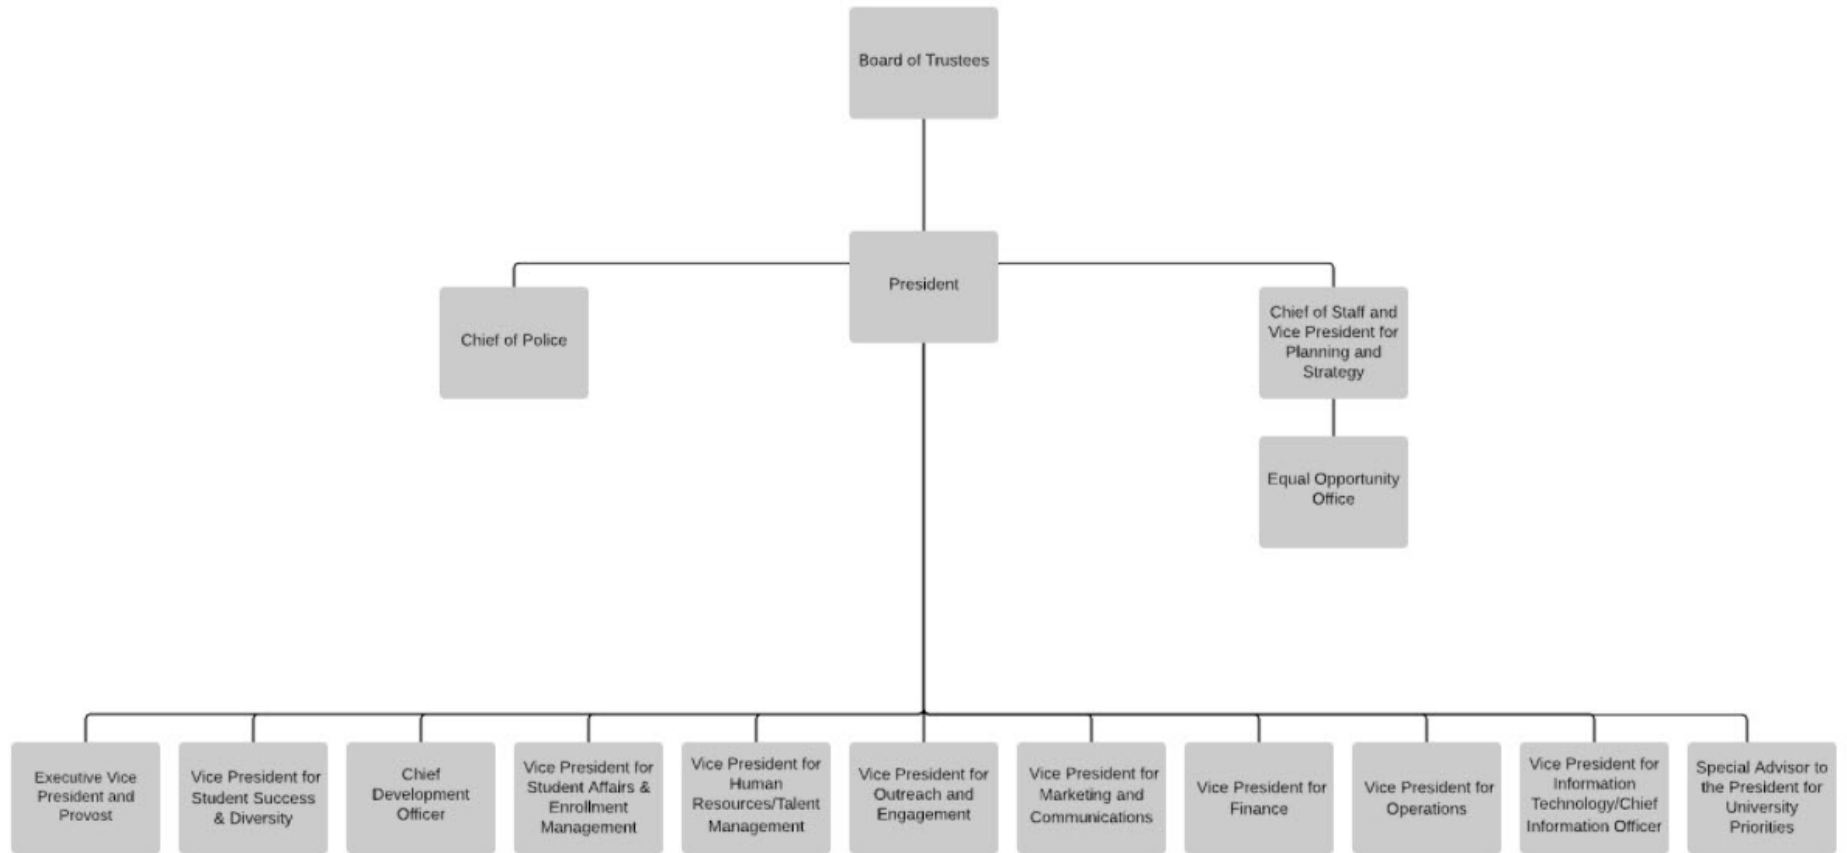 Board of Trustees
President
Chief of Police
Chief of Staff and
Vice President for
Planning and
Strategy
Equal Opportunity
Office
Executive Vice
President and
Provost
Vice President for
Student Success
& Diversity
Chief
Development
Officer
Vice President for
Student Affairs &
Enrollment
Management
Vice President for
Human
Resources/Talent
Management
Vice President for
Outreach and
Engagement
Vice President for
Marketing and
Communications
Vice President for
Finance
Vice President for
Operations
Vice President for
Information
Technology/Chief
Information Officer
Special Advisor to
the President for
University
Priorities